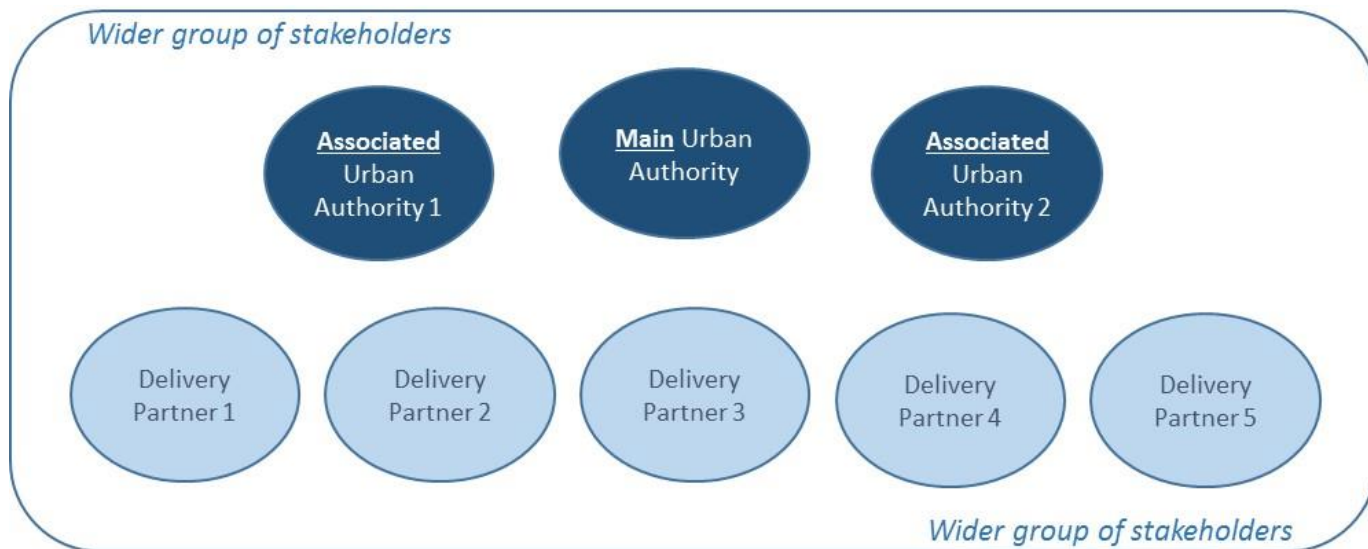 Wider group of stakeholders
Associated
Urban
Authority 1
Main Urban
Authority
Associated
Urban
Authority 2
Delivery
Partner 1
Delivery
Partner 2
Delivery
Partner 3
Delivery
Partner 4
Delivery
Partner 5
Wider group of stakeholders